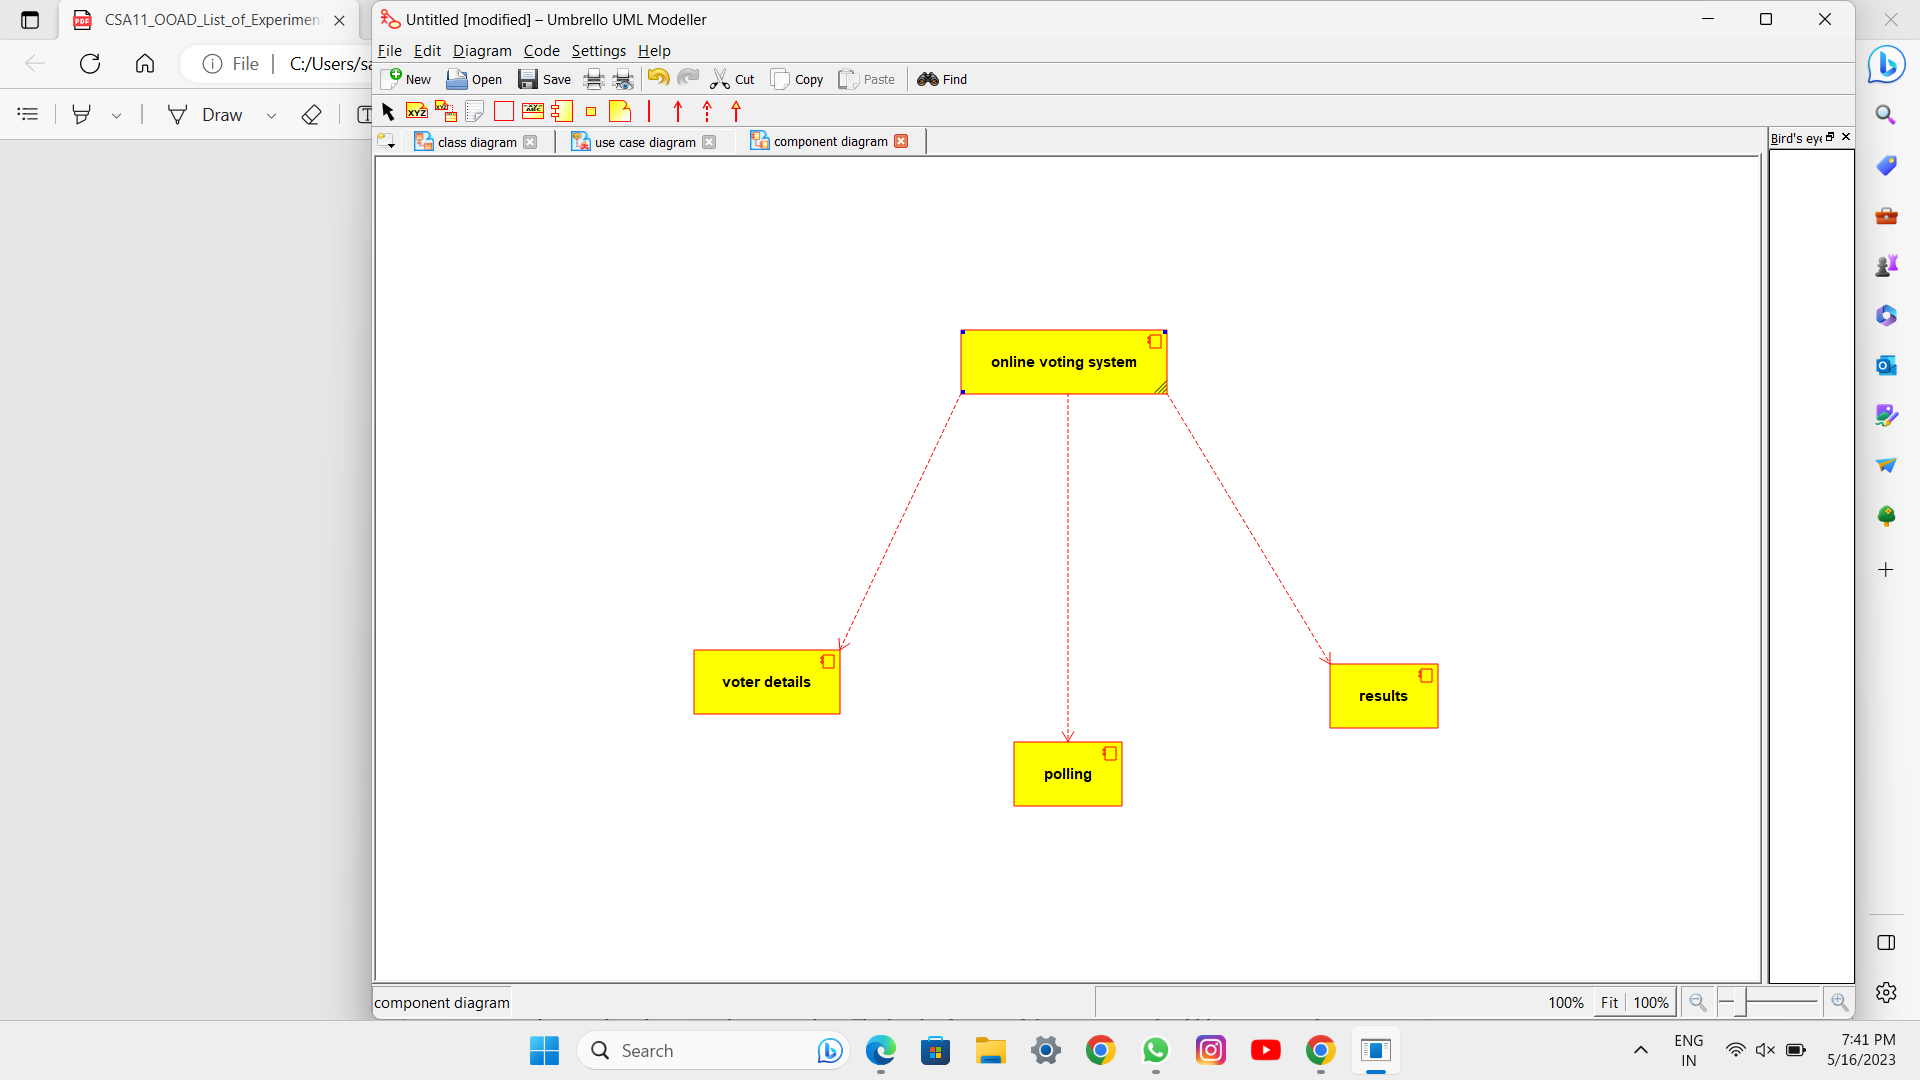 CSA11_OOAD_List_of_Experimen
Untitled [modified] – Umbrello UML Modeller
File
C:/Users/sa
Draw
File Edit Diagram Code Settings Help
New Open Save Cut Copy Paste Find
XYZ
class diagram
use case diagram
component diagram
Bird's eye
online voting system
voter details
results
polling
component diagram
100%
Fit
100%
Search
ENG
IN
7:41 PM
5/16/2023